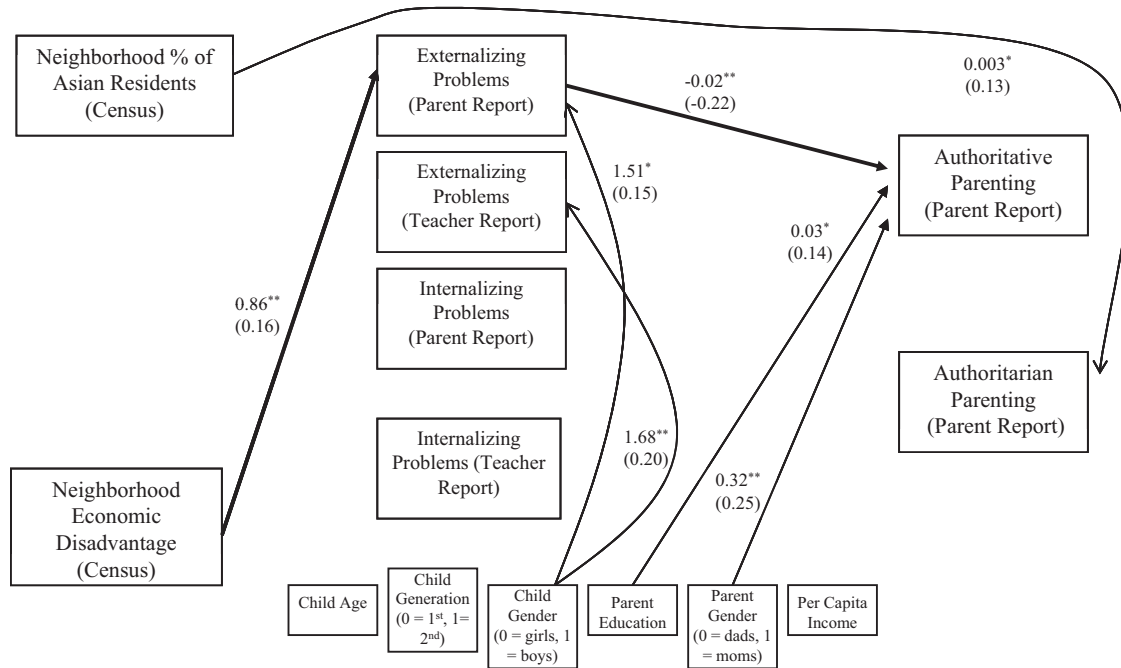 Neighborhood % of
Asian Residents
(Census)
Externalizing
Problems
(Parent Report)
-0.02**
(-0.22)
0.003*
(0.13)
Authoritative
Parenting
(Parent Report)
Externalizing
Problems
(Teacher Report)
1.51*
(0.15)
0.03*
(0.14)
Internalizing
Problems
(Parent Report)
0.86**
(0.16)
Authoritarian
Parenting
(Parent Report)
Internalizing
Problems (Teacher
Report)
1.68**
(0.20)
0.32**
(0.25)
Neighborhood
Economic
Disadvantage
(Census)
Child Age
Child
Generation
(0 = 1st, 1=
2nd)
Child
Gender
(0 = girls, 1
= boys)
Parent
Education
Parent
Gender
(0 = dads, 1
= moms)
Per Capita
Income